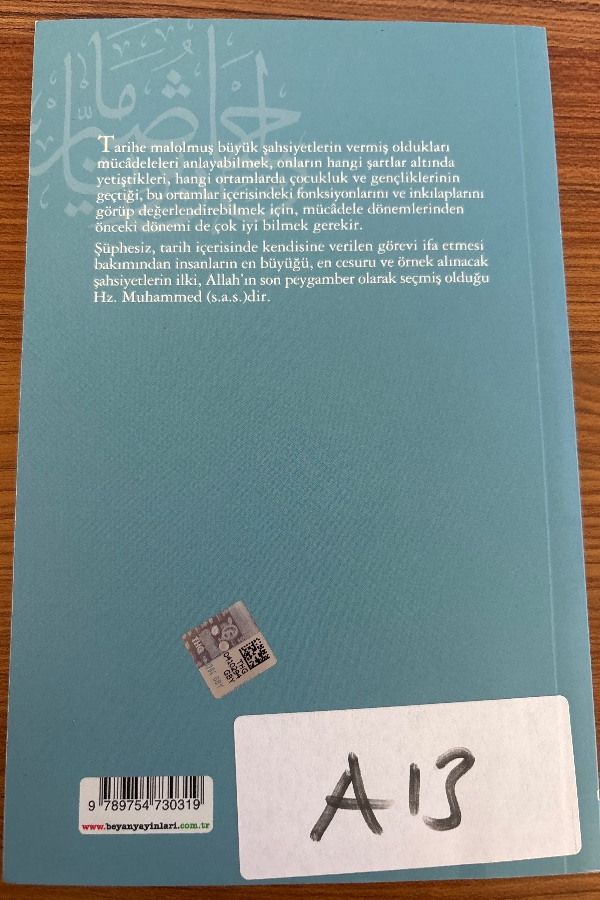 Tarihe malolmuş büyük şahsiyetlerin vermiş oldukları
mücâdeleleri anlayabilmek, onların hangi şartlar altında
yetiştikleri, hangi ortamlarda çocukluk ve gençliklerinin
geçtiği, bu ortamlar içerisindeki fonksiyonlarını ve inkılaplarını
görüp değerlendirebilmek için, mücâdele dönemlerinden
önceki dönemi de çok iyi bilmek gerekir.
Şüphesiz, tarih içerisinde kendisine verilen görevi ifa etmesi
bakımından insanların en büyüğü, en cesuru ve örnek alınacak
şahsiyetlerin ilki, Allah'ın son peygamber olarak seçmiş olduğu
Hz. Muhammed (s.a.s.)dir.
THG
0410294
GBY
A13
9 789754 730319
www.beyanyayinlari.com.tr